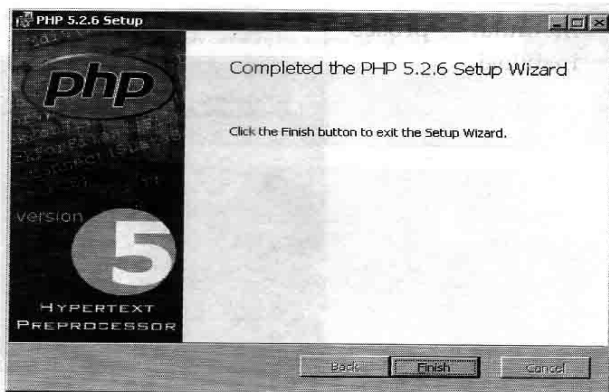 PHP 5.2.6 Setup
php
Completed the PHP 5.2.6 Setup Wizard
Click the Finish button to exit the Setup Wizard.
version
5
HYPERTEXT
PREPROCESSOR
Back
Finish
Cancel